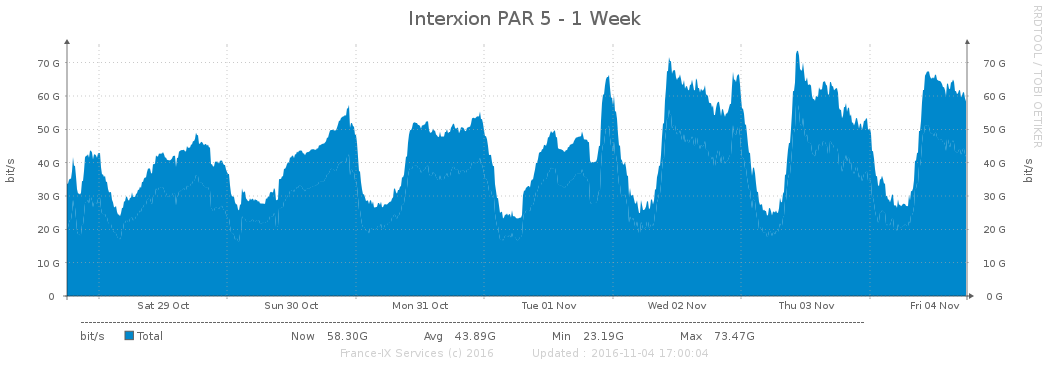 Interxion PAR 5 - 1 Week
RRDTOOL / TOBI OETIKER
bit/s
70 G 70 G
60 G 60 G
50 G 50 G
40 G 40 G
30 G 30 G
20 G 20 G
10 G 10 G
0 0 G
bit/s
Sat 29 Oct Sun 30 Oct Mon 31 Oct Tue 01 Nov Wed 02 Nov Thu 03 Nov Fri 04 Nov
bit/s Total Now 58.30G Avg 43.89G Min 23.19G Max 73.47G
France-IX Services (c) 2016 Updated : 2016-11-04 17:00:04